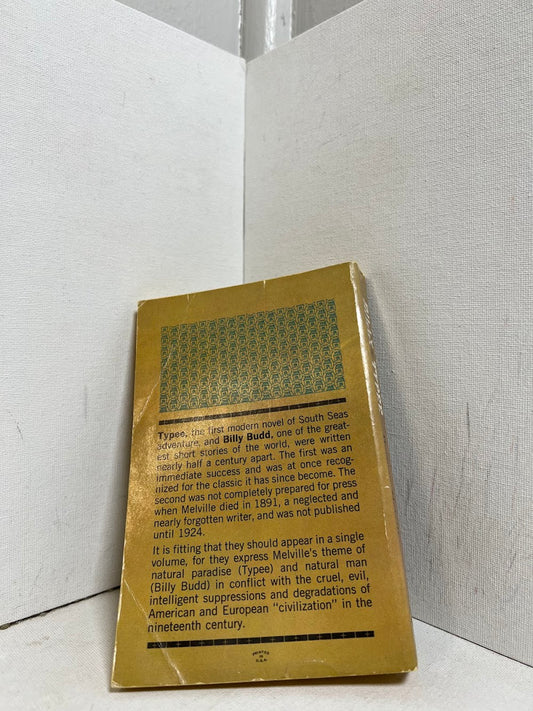 Typee, the first modern novel of South Seas
adventure, and Billy Budd, one of the great-
est short stories of the world, were written
nearly half a century apart. The first was an
immediate success and was at once recog-
nized for the classic it has since become. The
second was not completely prepared for press
when Melville died in 1891, a neglected and
nearly forgotten writer, and was not published
until 1924.
It is fitting that they should appear in a single
volume, for they express Melville's theme of
natural paradise (Typee) and natural man
(Billy Budd) in conflict with the cruel, evil,
intelligent suppressions and degradations of
American and European "civilization" in the
nineteenth century.
PRINTED
IN
U.S.A.